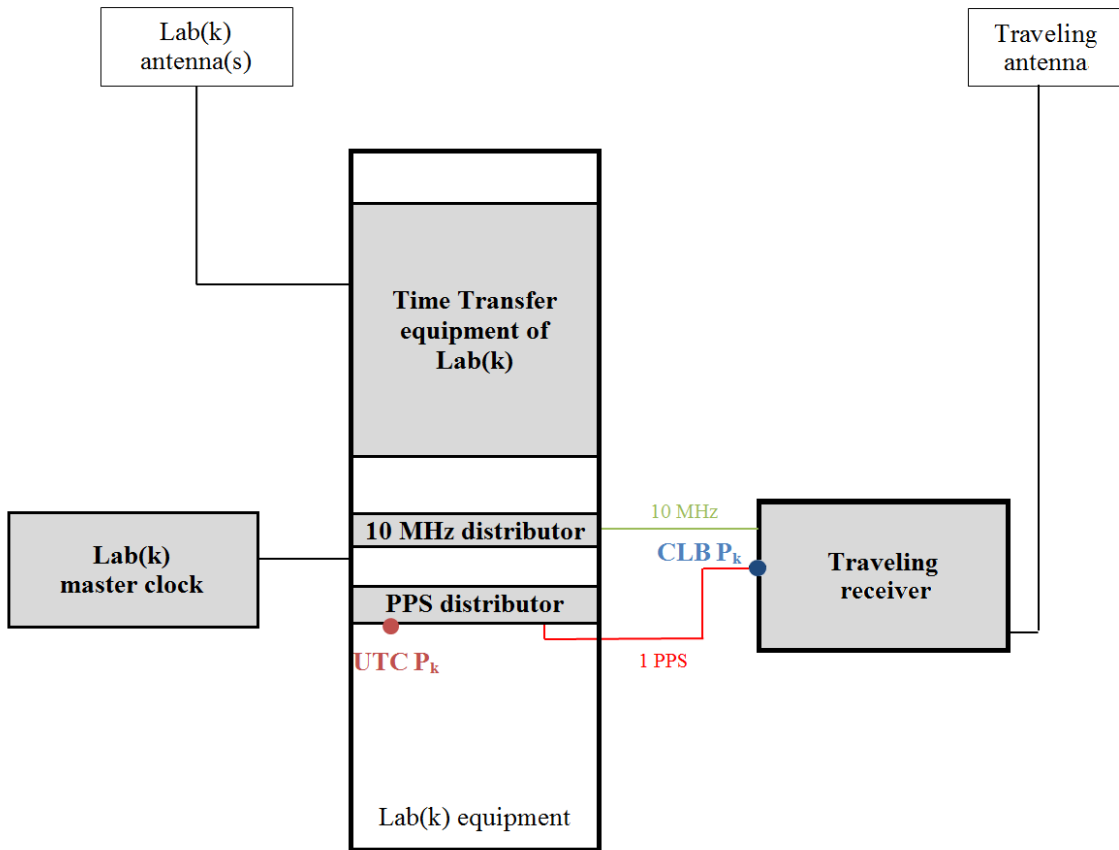 Lab(k)
antenna(s)
Traveling
antenna
Time Transfer
equipment of
Lab(k)
10 MHz distributor
10 MHz
Lab(k)
master clock
CLB Pk
Traveling
receiver
PPS distributor
UTC Pk
1 PPS
Lab(k) equipment